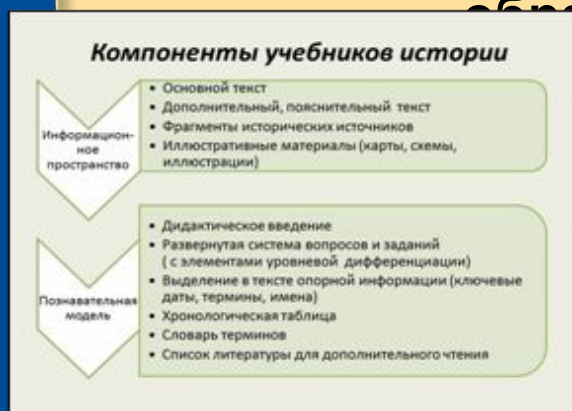 Компоненты учебников истории
Информацион-
ное
пространство
• Основной текст
• Дополнительный, пояснительный текст
• Фрагменты исторических источников
• Иллюстративные материалы (карты, схемы,
иллюстрации)
Познавательная
модель
• Дидактическое введение
• Развернутая система вопросов и заданий
( с элементами уровневой дифференциации)
• Выделение в тексте опорной информации (ключевые
даты, термины, имена)
• Хронологическая таблица
• Словарь терминов
• Список литературы для дополнительного чтения